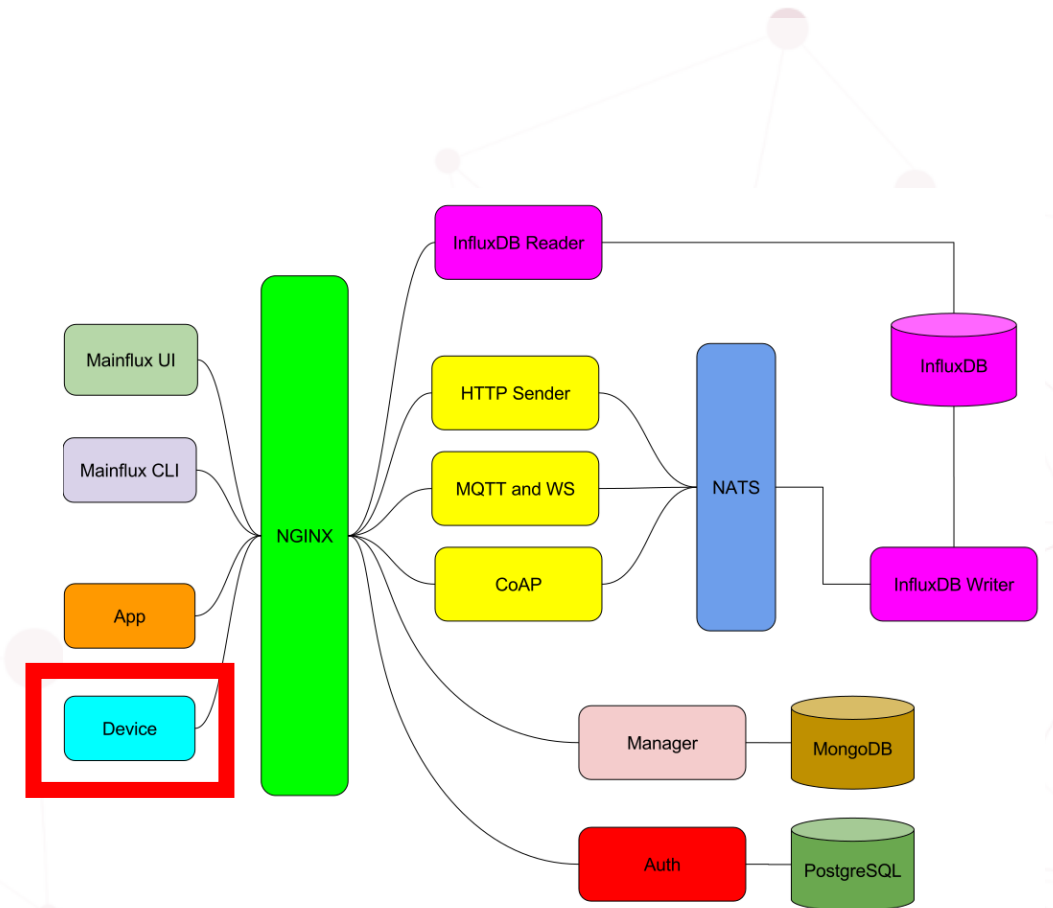 InfluxDB Reader
Mainflux UI
InfluxDB
HTTP Sender
Mainflux CLI
MQTT and WS
NATS
NGINX
CoAP
InfluxDB Writer
App
Device
Manager
MongoDB
Auth
PostgreSQL